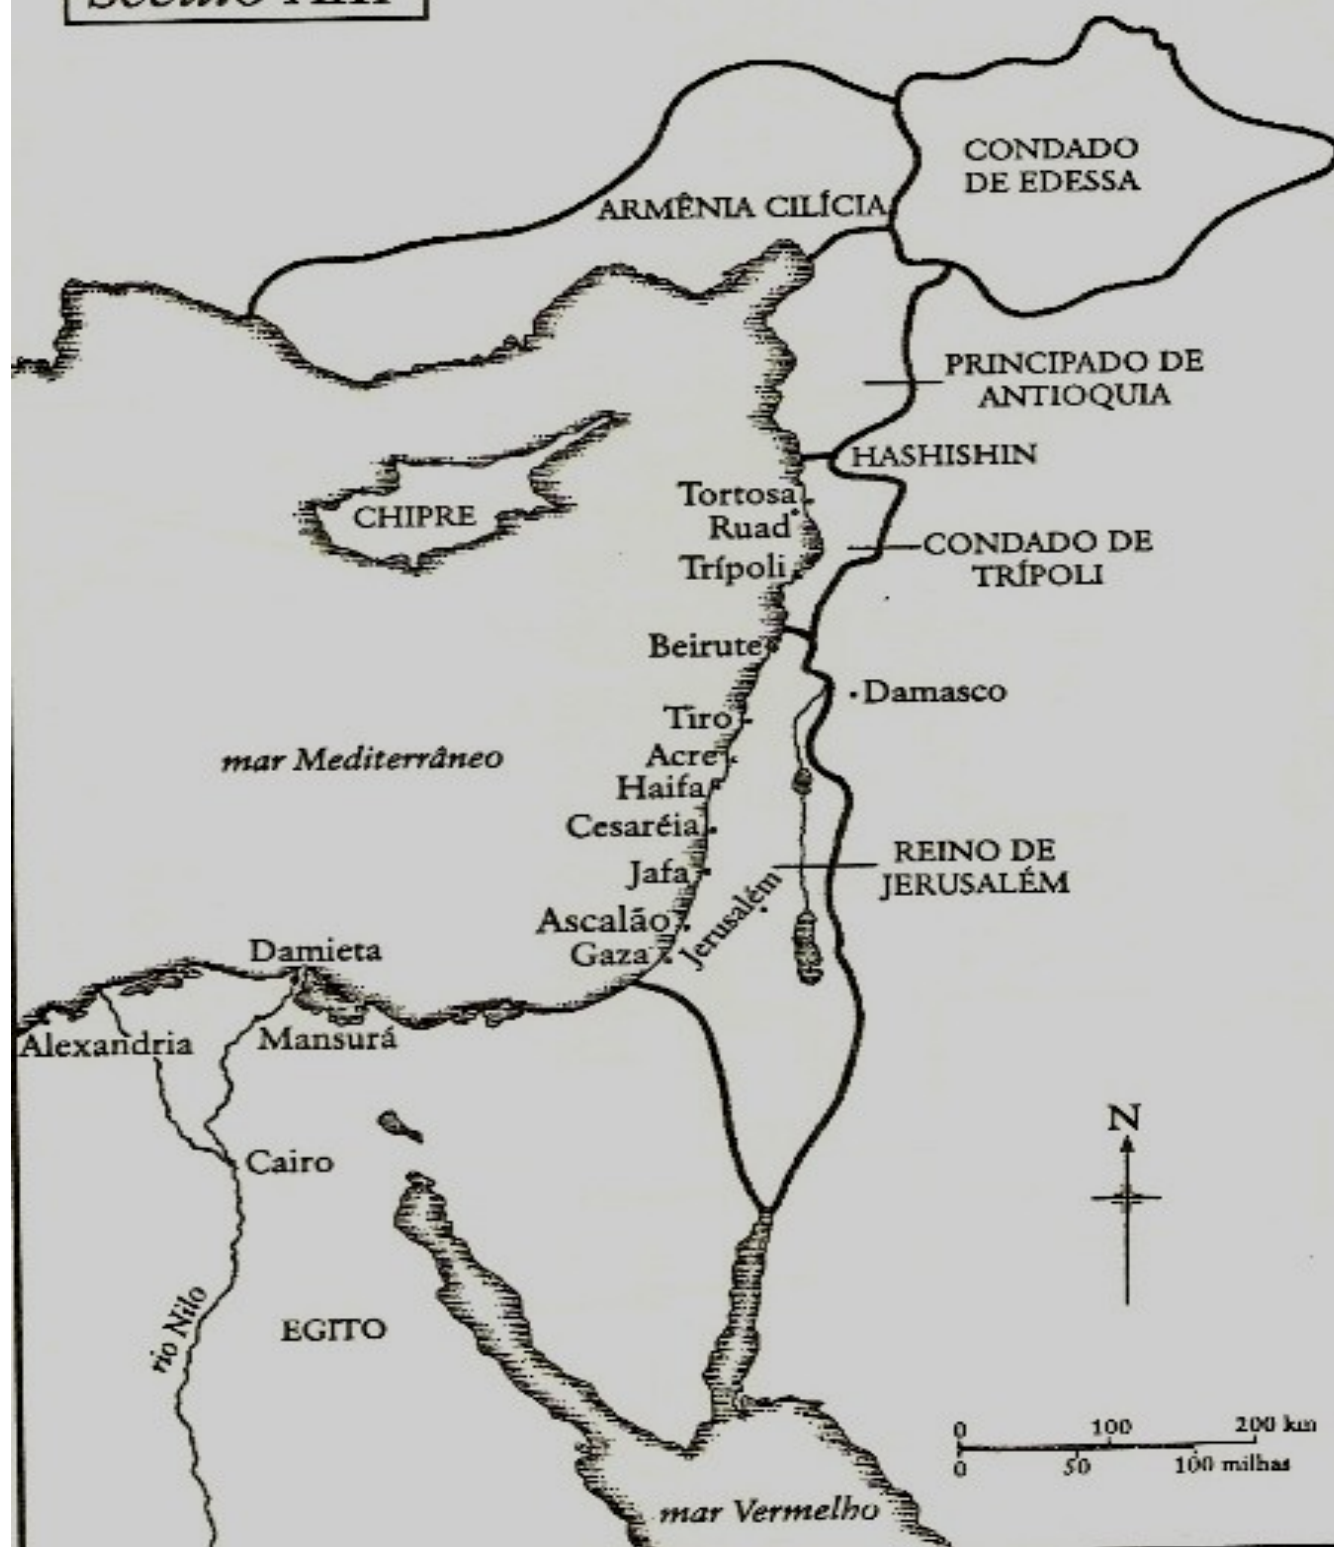 CONDADO
DE EDESSA
ARMÊNIA CILÍCIA
PRINCIPADO DE
ANTIOQUIA
HASHISHIN
CHIPRE
Tortosa
Ruad
CONDADO DE
TRÍPOLI
Trípoli
Beirute
Damasco
Tiro
mar Mediterrâneo
Acre
Haifa
Cesaréia
REINO DE
JERUSALÉM
Jafa
Jerusalém
Ascalão
Gaza
Damieta
Alexandria
Mansurá
N
Cairo
rio Nilo
EGITO
0 100 200 km
0 50 100 milhas
mar Vermelho